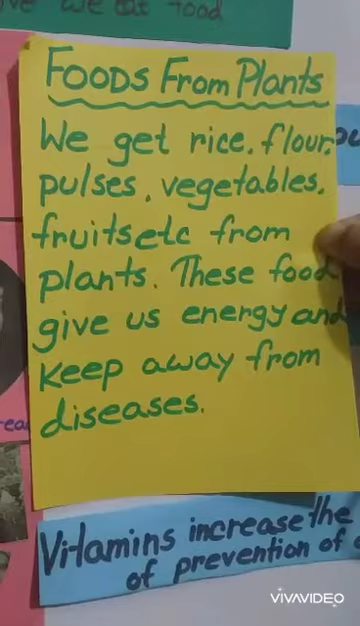 we eat food
FOODS From Plants
We get rice, flour,
pulses, vegetables,
fruits etc from
plants. These food
give us energy and
keep away from
diseases.
Vitamins increase the
of prevention of
VIVAVIDEO